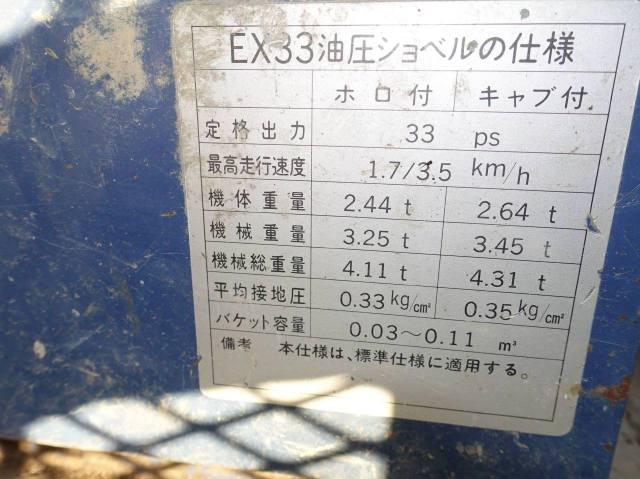 EX33油圧ショベルの仕様
ホロ付 キャブ付
定格出力 33 ps
最高走行速度 1.7/3.5 km/h
機体重量 2.44 t 2.64 t
機械重量 3.25 t 3.45 t
機械総重量 4.11 t 4.31 t
平均接地圧 0.33kg/cm² 0.35kg/cm²
バケット容量 0.03〜0.11 m³
備考 本仕様は、標準仕様に適用する。